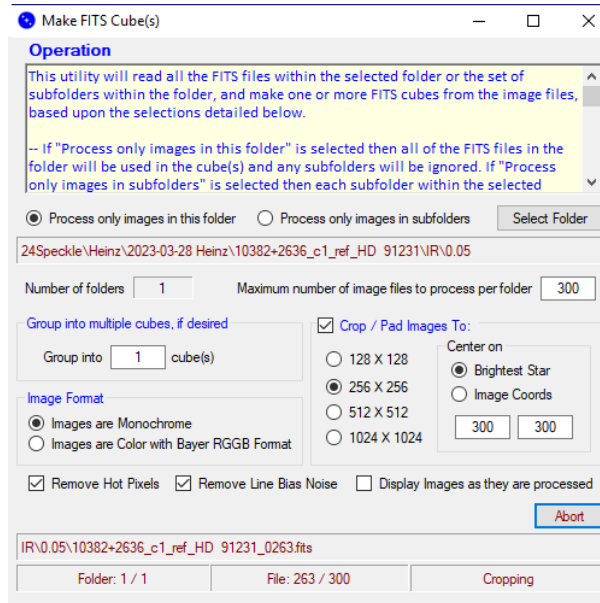 Make FITS Cube(s)
Operation
This utility will read all the FITS files within the selected folder or the set of
subfolders within the folder, and make one or more FITS cubes from the image files,
based upon the selections detailed below.
-- If "Process only images in this folder" is selected then all of the FITS files in the
folder will be used in the cube(s) and any subfolders will be ignored. If "Process
only images in subfolders" is selected then each subfolder within the selected
Process only images in this folder Process only images in subfolders Select Folder
24Speckle\Heinz\2023-03-28 Heinz\10382+2636_c1_ref_HD 91231\IR\0.05
Number of folders 1 Maximum number of image files to process per folder 300
Group into multiple cubes, if desired
Group into 1 cube(s)
Image Format
Images are Monochrome
Images are Color with Bayer RGGB Format
Crop / Pad Images To:
128 X 128
256 X 256
512 X 512
1024 X 1024
Center on
Brightest Star
Image Coords
300 300
Remove Hot Pixels Remove Line Bias Noise Display Images as they are processed
Abort
IR\0.05\10382+2636_c1_ref_HD 91231_0263.fits
Folder: 1 / 1 File: 263 / 300 Cropping